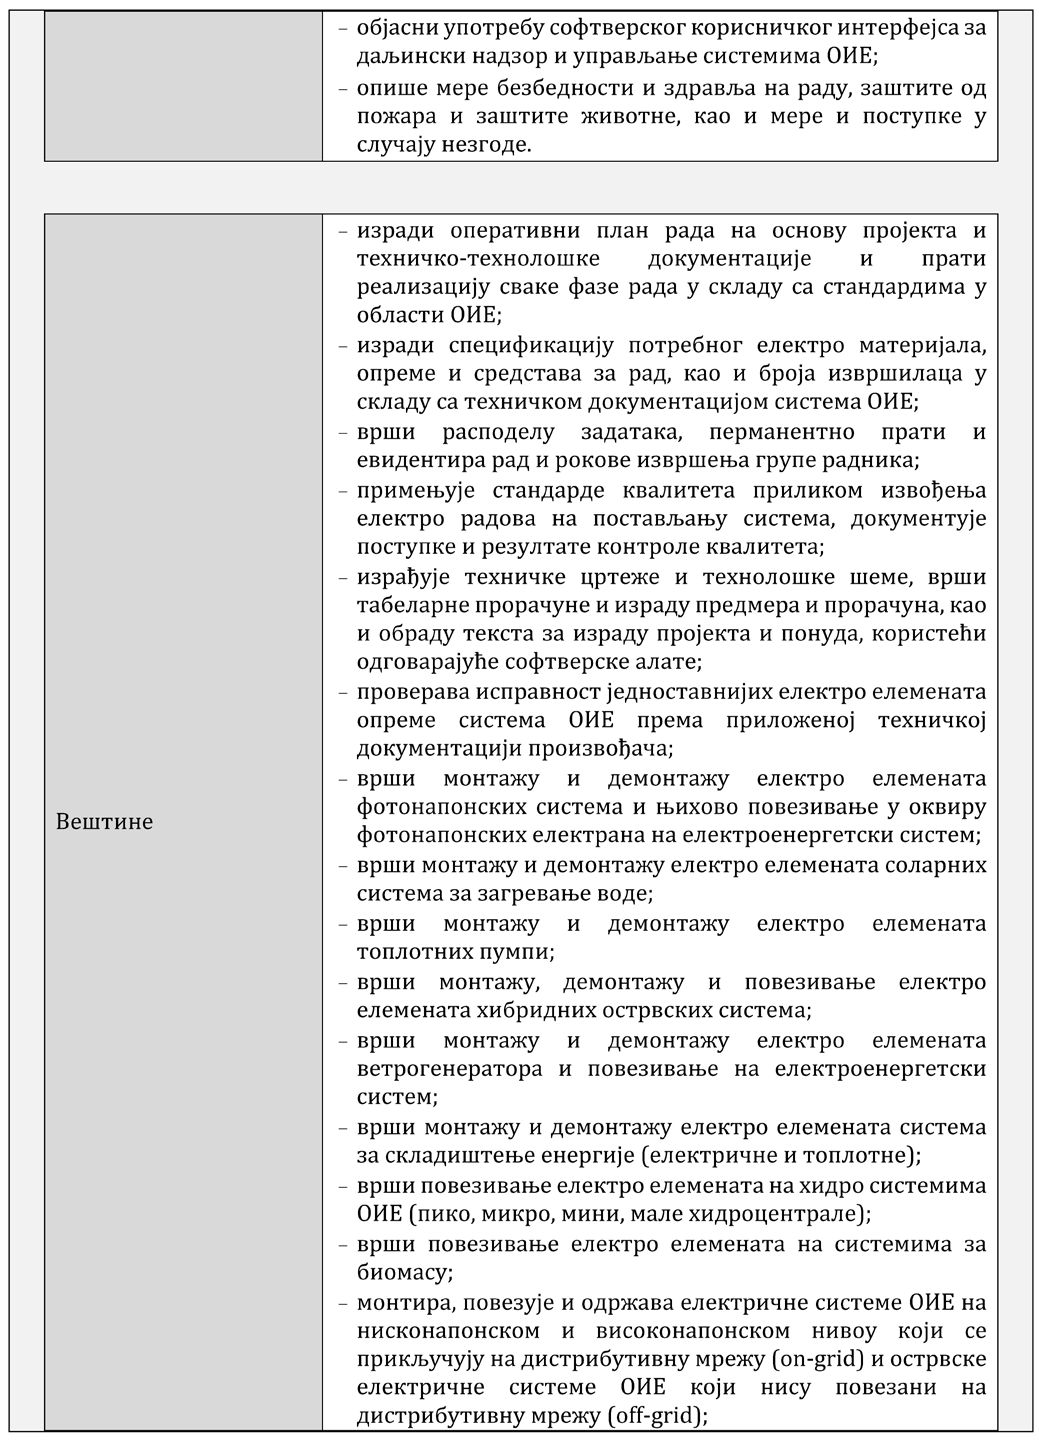 – објасни употребу софтверског корисничког интерфејса за
даљински надзор и управљање системима ОИЕ;
– опише мере безбедности и здравља на раду, заштите од
пожара и заштите животне, као и мере и поступке у
случају незгоде.
Вештине
– изради оперативни план рада на основу пројекта и
техничко-технолошке документације и прати
реализацију сваке фазе рада у складу са стандардима у
области ОИЕ;
– изради спецификацију потребног електро материјала,
опреме и средстава за рад, као и броја извршилаца у
складу са техничком документацијом система ОИЕ;
– врши расподелу задатака, перманентно прати и
евидентира рад и рокове извршења групе радника;
– примењује стандарде квалитета приликом извођења
електро радова на постављању система, документује
поступке и резултате контроле квалитета;
– израђује техничке цртеже и технолошке шеме, врши
табеларне прорачуне и израду предмера и прорачуна, као
и обраду текста за израду пројекта и понуда, користећи
одговарајуће софтверске алате;
– проверава исправност једноставнијих електро елемената
опреме система ОИЕ према приложеној техничкој
документацији произвођача;
– врши монтажу и демонтажу електро елемената
фотонапонских система и њихово повезивање у оквиру
фотонапонских електрана на електроенергетски систем;
– врши монтажу и демонтажу електро елемената соларних
система за загревање воде;
– врши монтажу и демонтажу електро елемената
топлотних пумпи;
– врши монтажу, демонтажу и повезивање електро
елемената хибридних острвских система;
– врши монтажу и демонтажу електро елемената
ветрогенератора и повезивање на електроенергетски
систем;
– врши монтажу и демонтажу електро елемената система
за складиштење енергије (електричне и топлотне);
– врши повезивање електро елемената на хидро системима
ОИЕ (пико, микро, мини, мале хидроцентрале);
– врши повезивање електро елемената на системима за
биомасу;
– монтира, повезује и одржава електричне системе ОИЕ на
нисконапонском и високонапонском нивоу који се
прикључују на дистрибутивну мрежу (on-grid) и острвске
електричне системе ОИЕ који нису повезани на
дистрибутивну мрежу (off-grid);